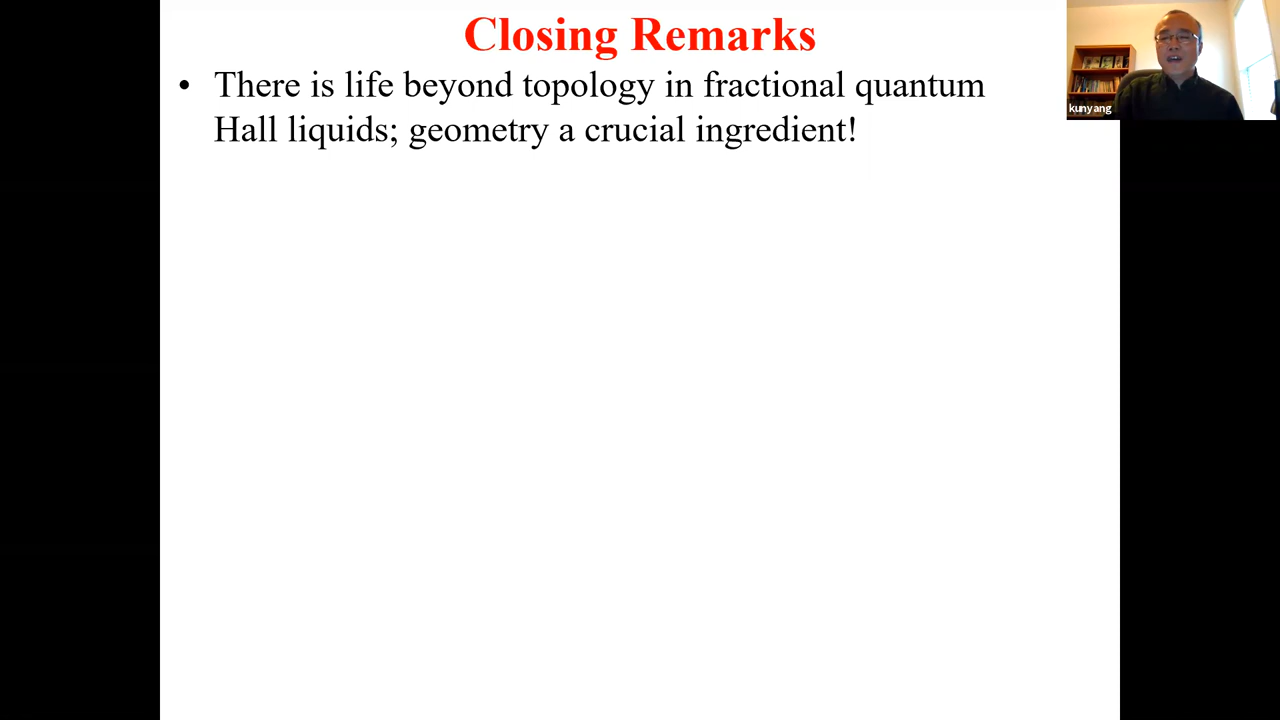 Closing Remarks
• There is life beyond topology in fractional quantum
Hall liquids; geometry a crucial ingredient!
kunyang